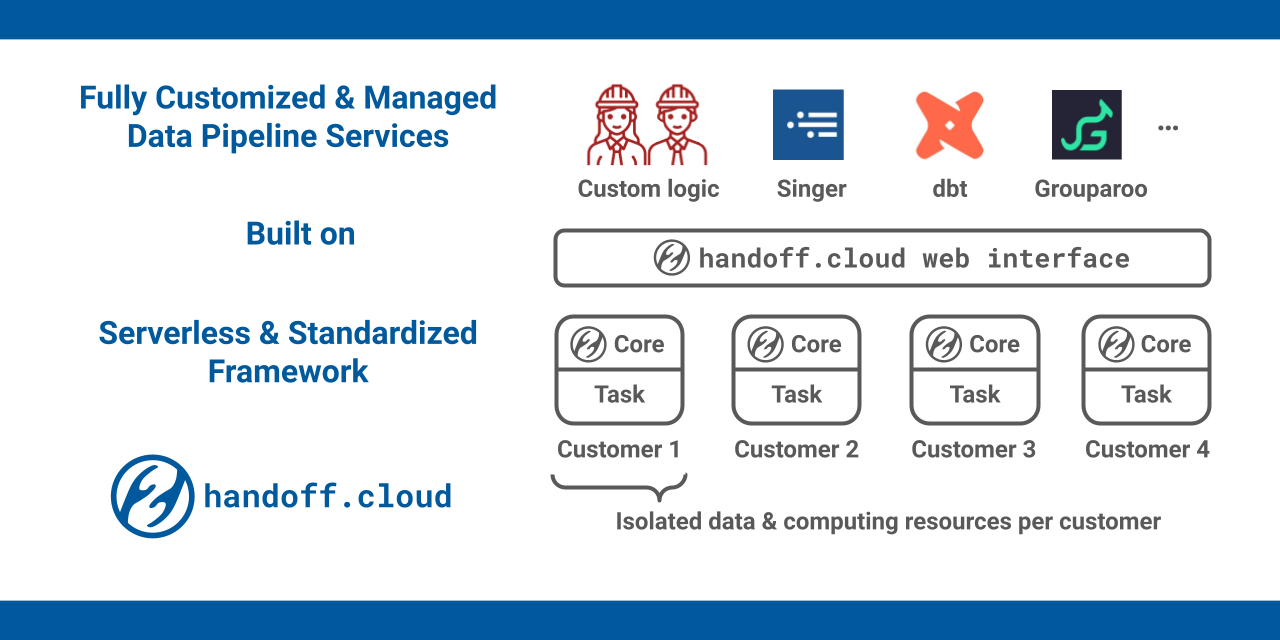 Fully Customized & Managed
Data Pipeline Services
Built on
Serverless & Standardized
Framework
handoff.cloud
Custom logic
Singer
dbt
Grouparoo
...
handoff.cloud web interface
Core
Task
Customer 1
Core
Task
Customer 2
Core
Task
Customer 3
Core
Task
Customer 4
Isolated data & computing resources per customer